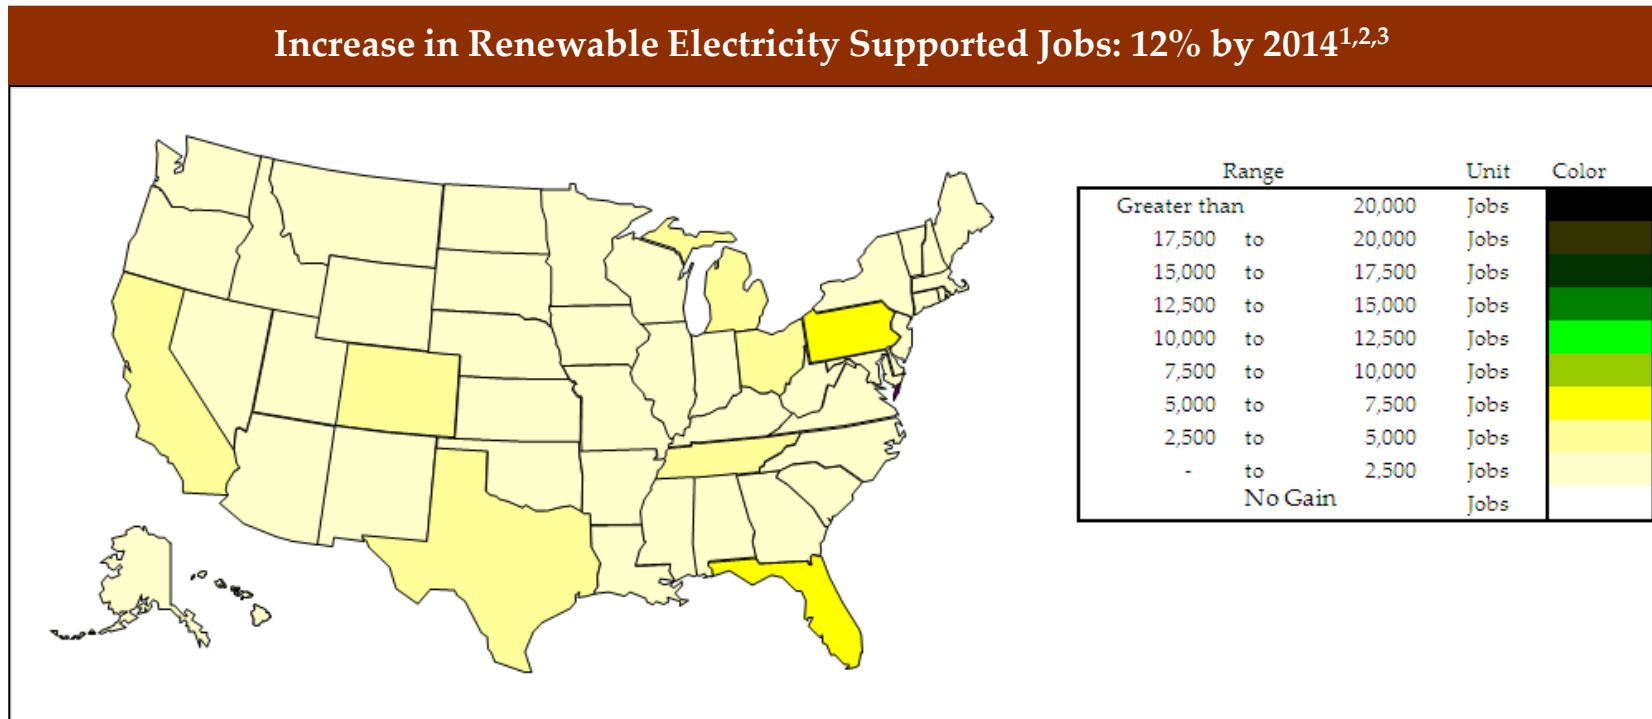 Increase in Renewable Electricity Supported Jobs: 12% by 2014¹,²,³
Range Unit Color
Greater than 20,000 Jobs
17,500 to 20,000 Jobs
15,000 to 17,500 Jobs
12,500 to 15,000 Jobs
10,000 to 12,500 Jobs
7,500 to 10,000 Jobs
5,000 to 7,500 Jobs
2,500 to 5,000 Jobs
- to 2,500 Jobs
No Gain Jobs